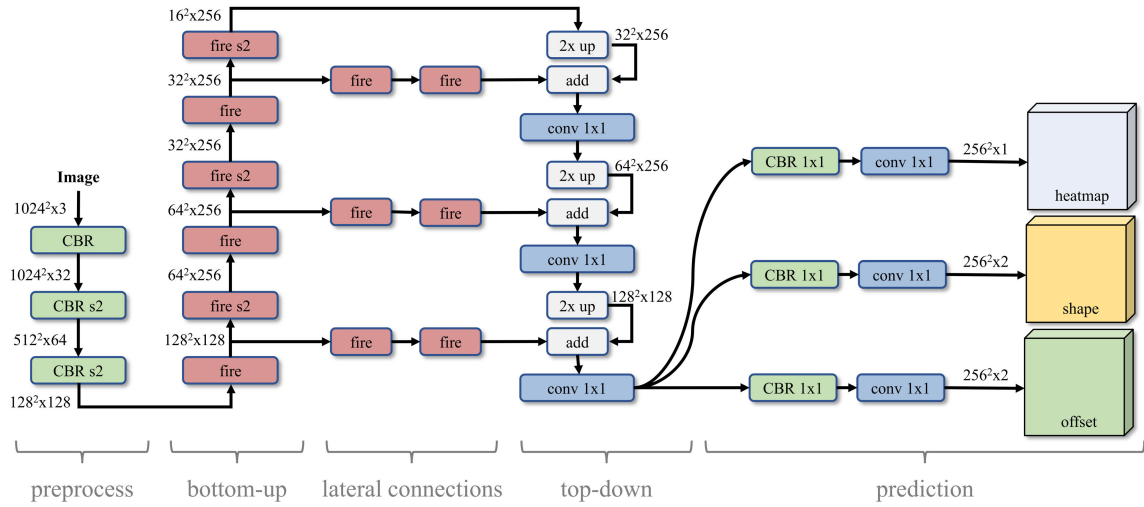 Image
1024²x3
CBR
1024²x32
CBR s2
512²x64
CBR s2
128²x128
16²x256
fire s2
32²x256
fire
32²x256
fire s2
64²x256
fire
64²x256
fire s2
128²x128
fire
fire fire
fire fire
fire fire
2x up 32²x256
add
conv 1x1
2x up 64²x256
add
conv 1x1
2x up 128²x128
add
conv 1x1
CBR 1x1 conv 1x1 256²x1
heatmap
CBR 1x1 conv 1x1 256²x2
shape
CBR 1x1 conv 1x1 256²x2
offset
preprocess bottom-up lateral connections top-down prediction